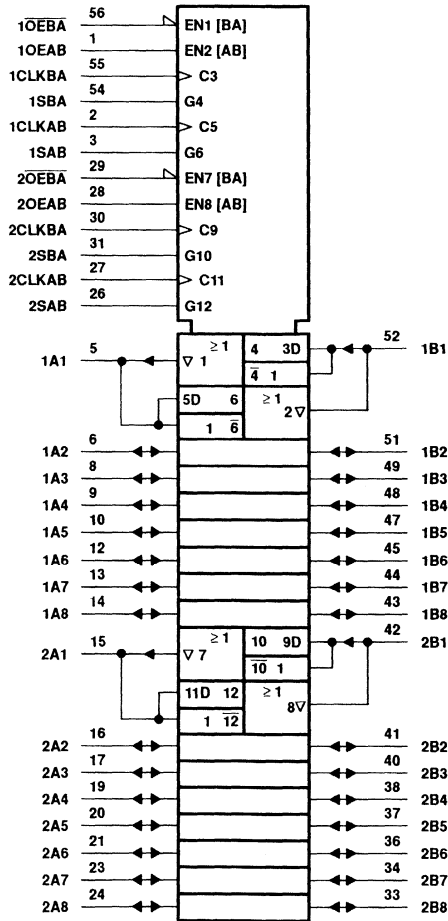 1O͞E͞B͞A͞ 56 EN1 [BA]
1OEAB 1 EN2 [AB]
1CLKBA 55 C3
1SBA 54 G4
1CLKAB 2 C5
1SAB 3 G6
2O͞E͞B͞A͞ 29 EN7 [BA]
2OEAB 28 EN8 [AB]
2CLKBA 30 C9
2SBA 31 G10
2CLKAB 27 C11
2SAB 26 G12
1A1 5 ▽ 1 ≥ 1 4 3D 52 1B1
4̅ 1
5D 6 ≥ 1 2 ▽
1 6̅
1A2 6 51 1B2
1A3 8 49 1B3
1A4 9 48 1B4
1A5 10 47 1B5
1A6 12 45 1B6
1A7 13 44 1B7
1A8 14 43 1B8
2A1 15 ▽ 7 ≥ 1 10 9D 42 2B1
1̅0̅ 1
11D 12 ≥ 1 8 ▽
1 1̅2̅
2A2 16 41 2B2
2A3 17 40 2B3
2A4 19 38 2B4
2A5 20 37 2B5
2A6 21 36 2B6
2A7 23 34 2B7
2A8 24 33 2B8